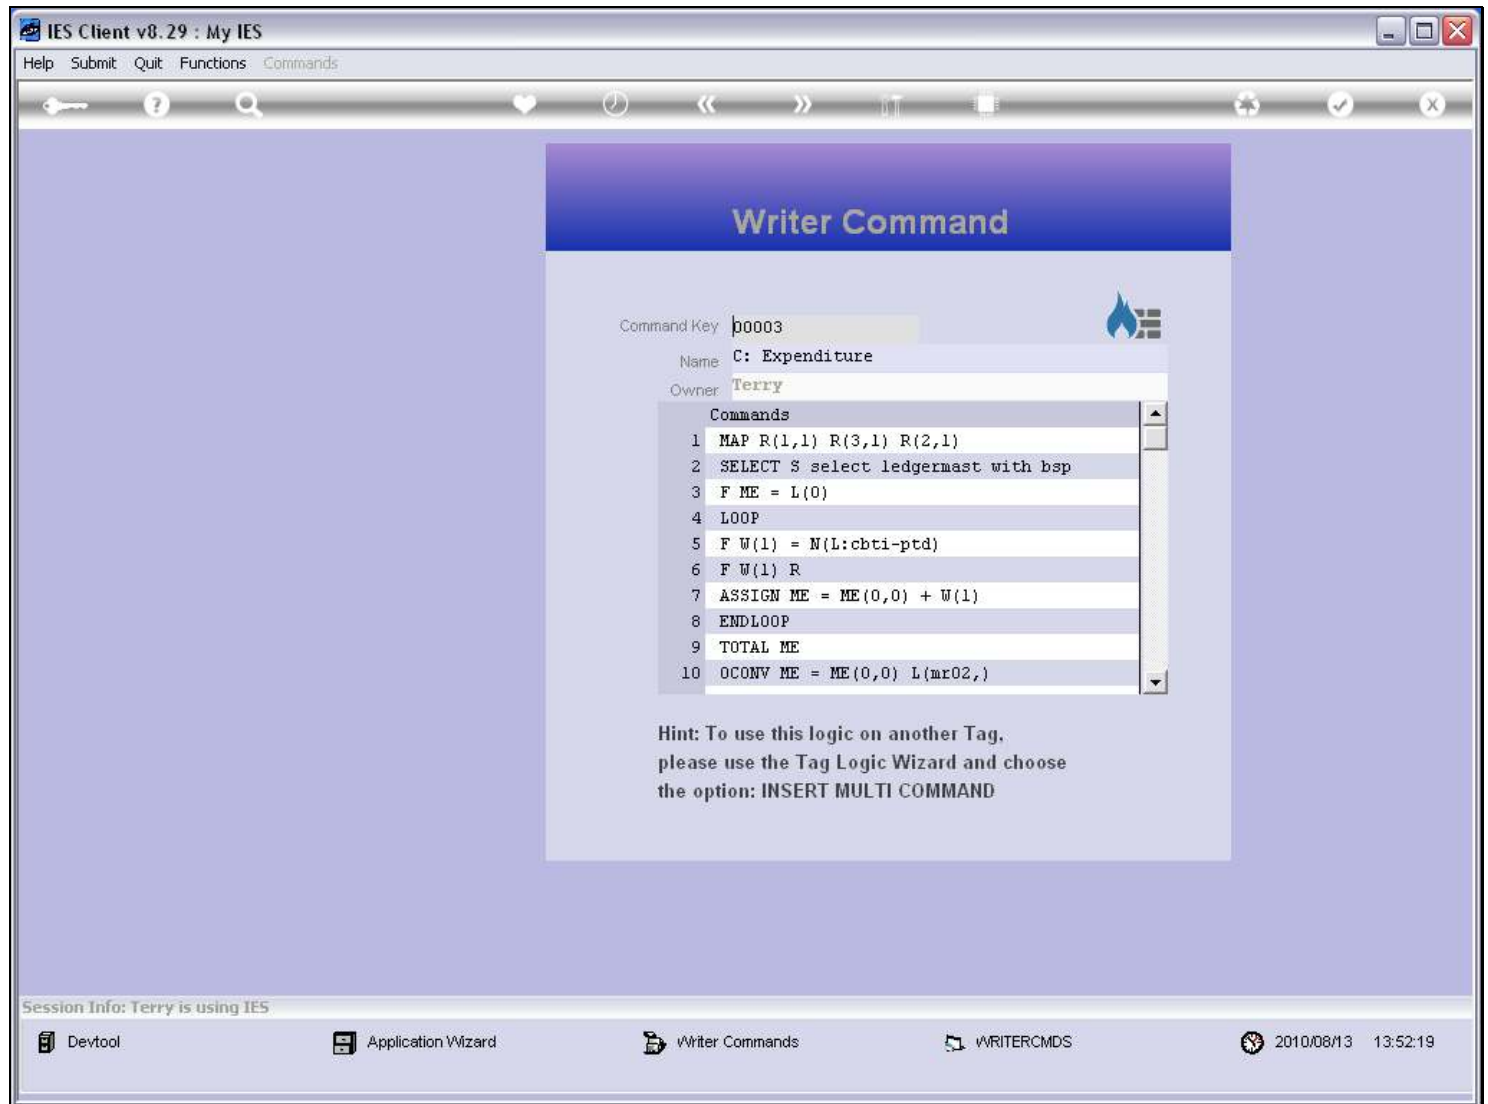 IES Client v8.29 : My IES
Help Submit Quit Functions Commands
Writer Command
Command Key 00003
Name C: Expenditure
Owner Terry
Commands
1 MAP R(1,1) R(3,1) R(2,1)
2 SELECT S select ledgermast with bsp
3 F ME = L(0)
4 LOOP
5 F W(1) = N(L:cbti-ptd)
6 F W(1) R
7 ASSIGN ME = ME(0,0) + W(1)
8 ENDLOOP
9 TOTAL ME
10 OCONV ME = ME(0,0) L(mr02,)
Hint: To use this logic on another Tag,
please use the Tag Logic Wizard and choose
the option: INSERT MULTI COMMAND
Session Info: Terry is using IES
Devtool Application Wizard Writer Commands WRITERCMDS 2010/08/13 13:52:19